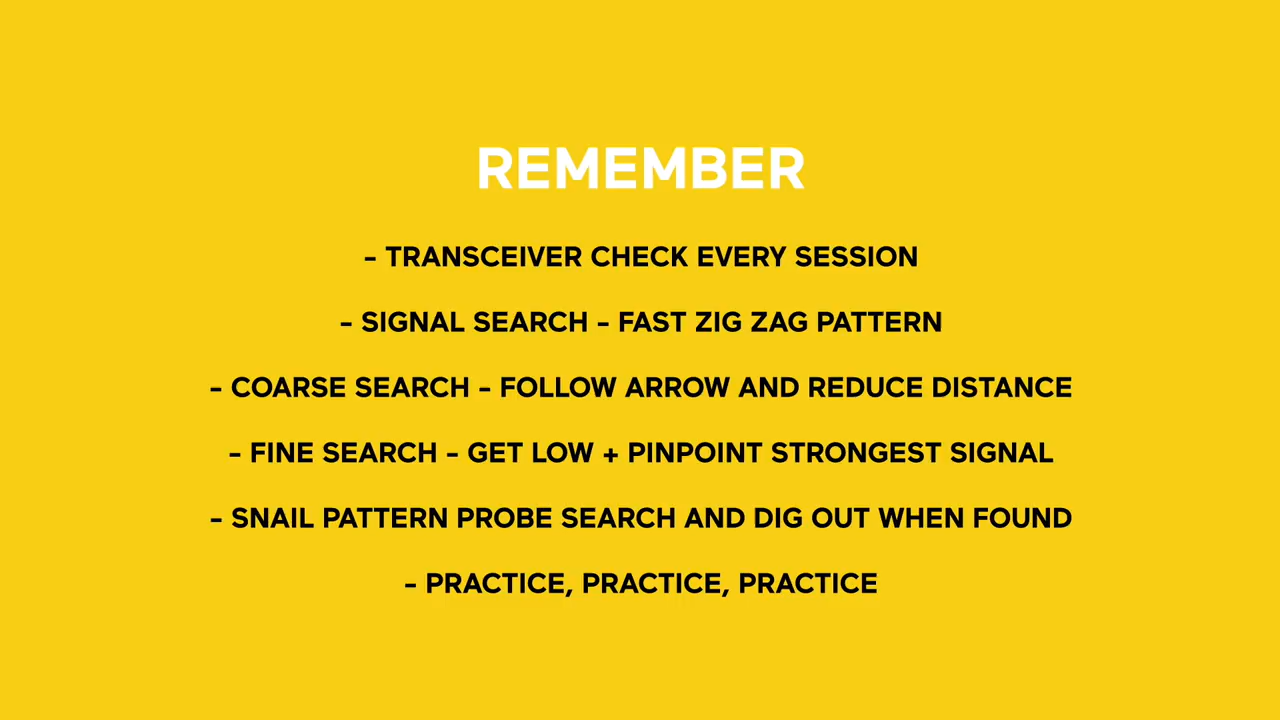 REMEMBER
- TRANSCEIVER CHECK EVERY SESSION
- SIGNAL SEARCH - FAST ZIG ZAG PATTERN
- COARSE SEARCH - FOLLOW ARROW AND REDUCE DISTANCE
- FINE SEARCH - GET LOW + PINPOINT STRONGEST SIGNAL
- SNAIL PATTERN PROBE SEARCH AND DIG OUT WHEN FOUND
- PRACTICE, PRACTICE, PRACTICE